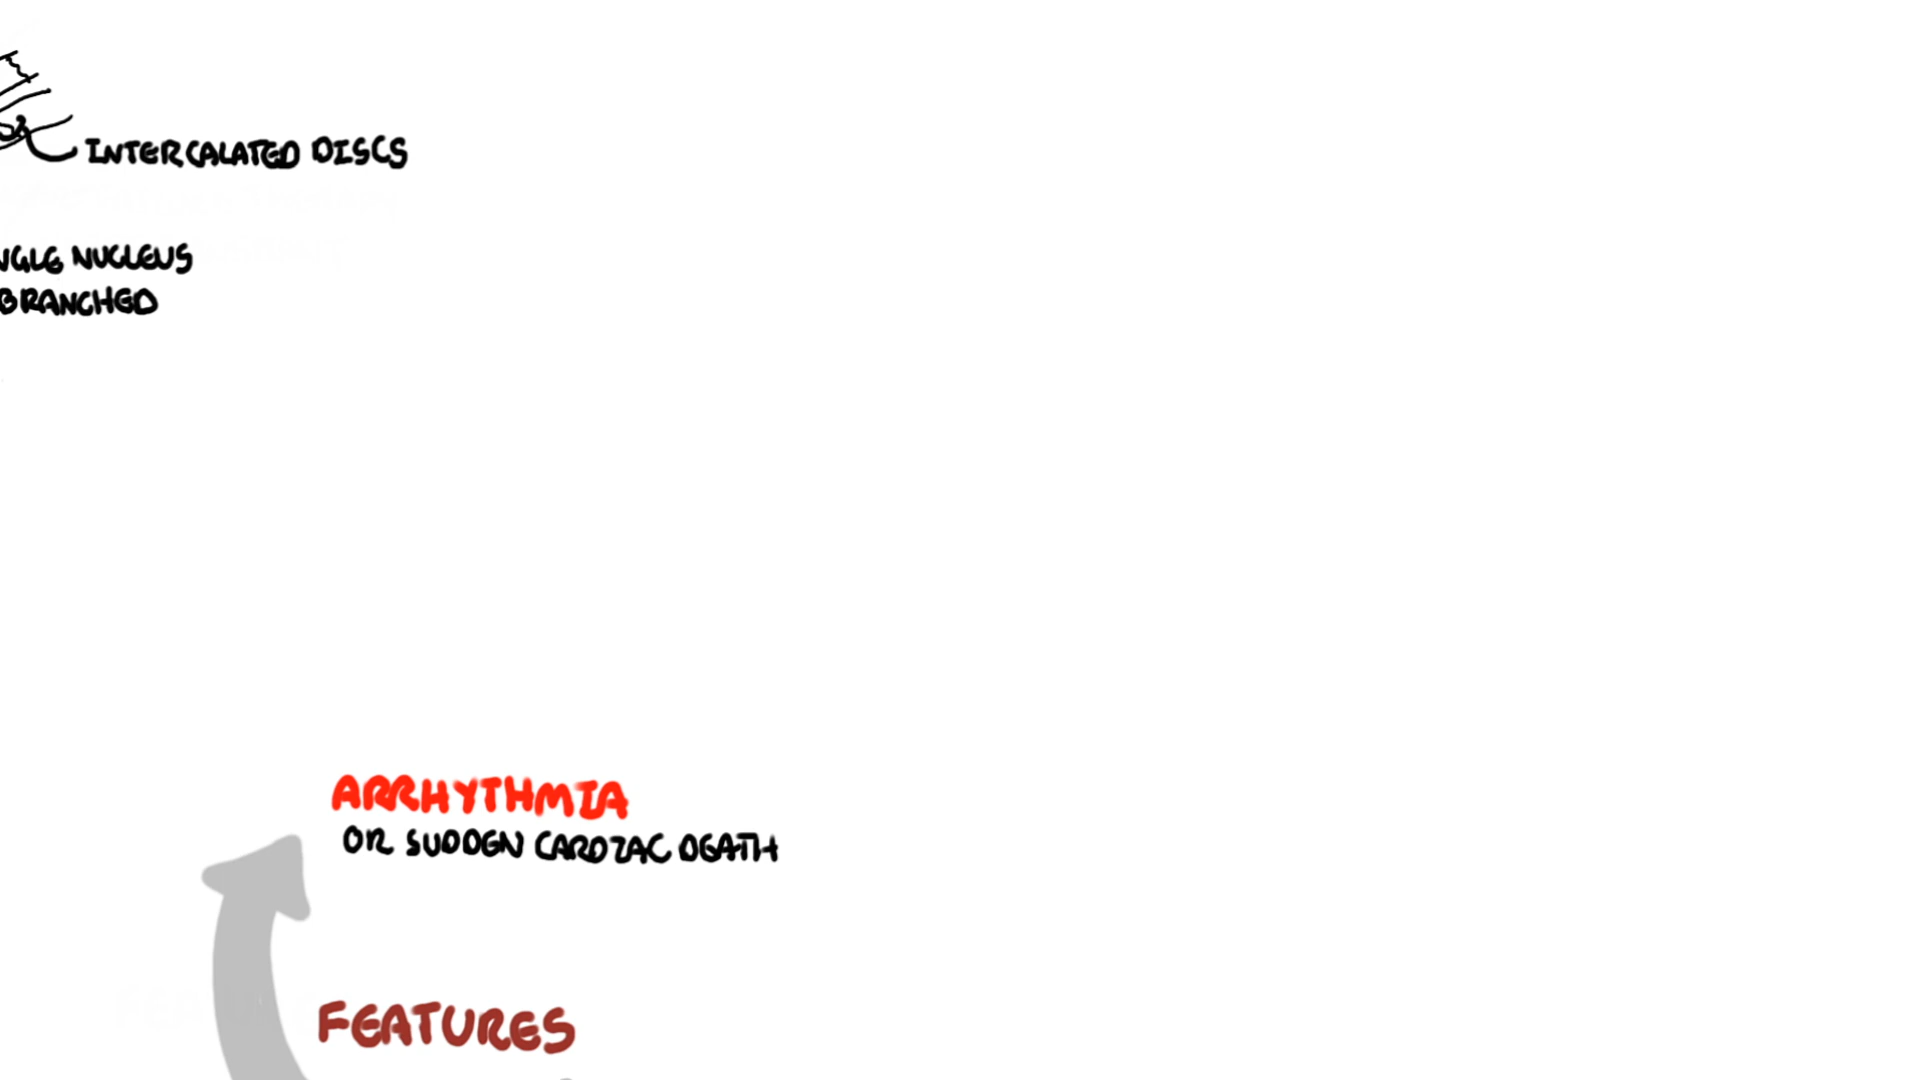 INTERCALATED DISCS
NGLE NUCLEUS
BRANCHED
ARRHYTHMIA
OR SUDDEN CARDIAC DEATH
FEATURES